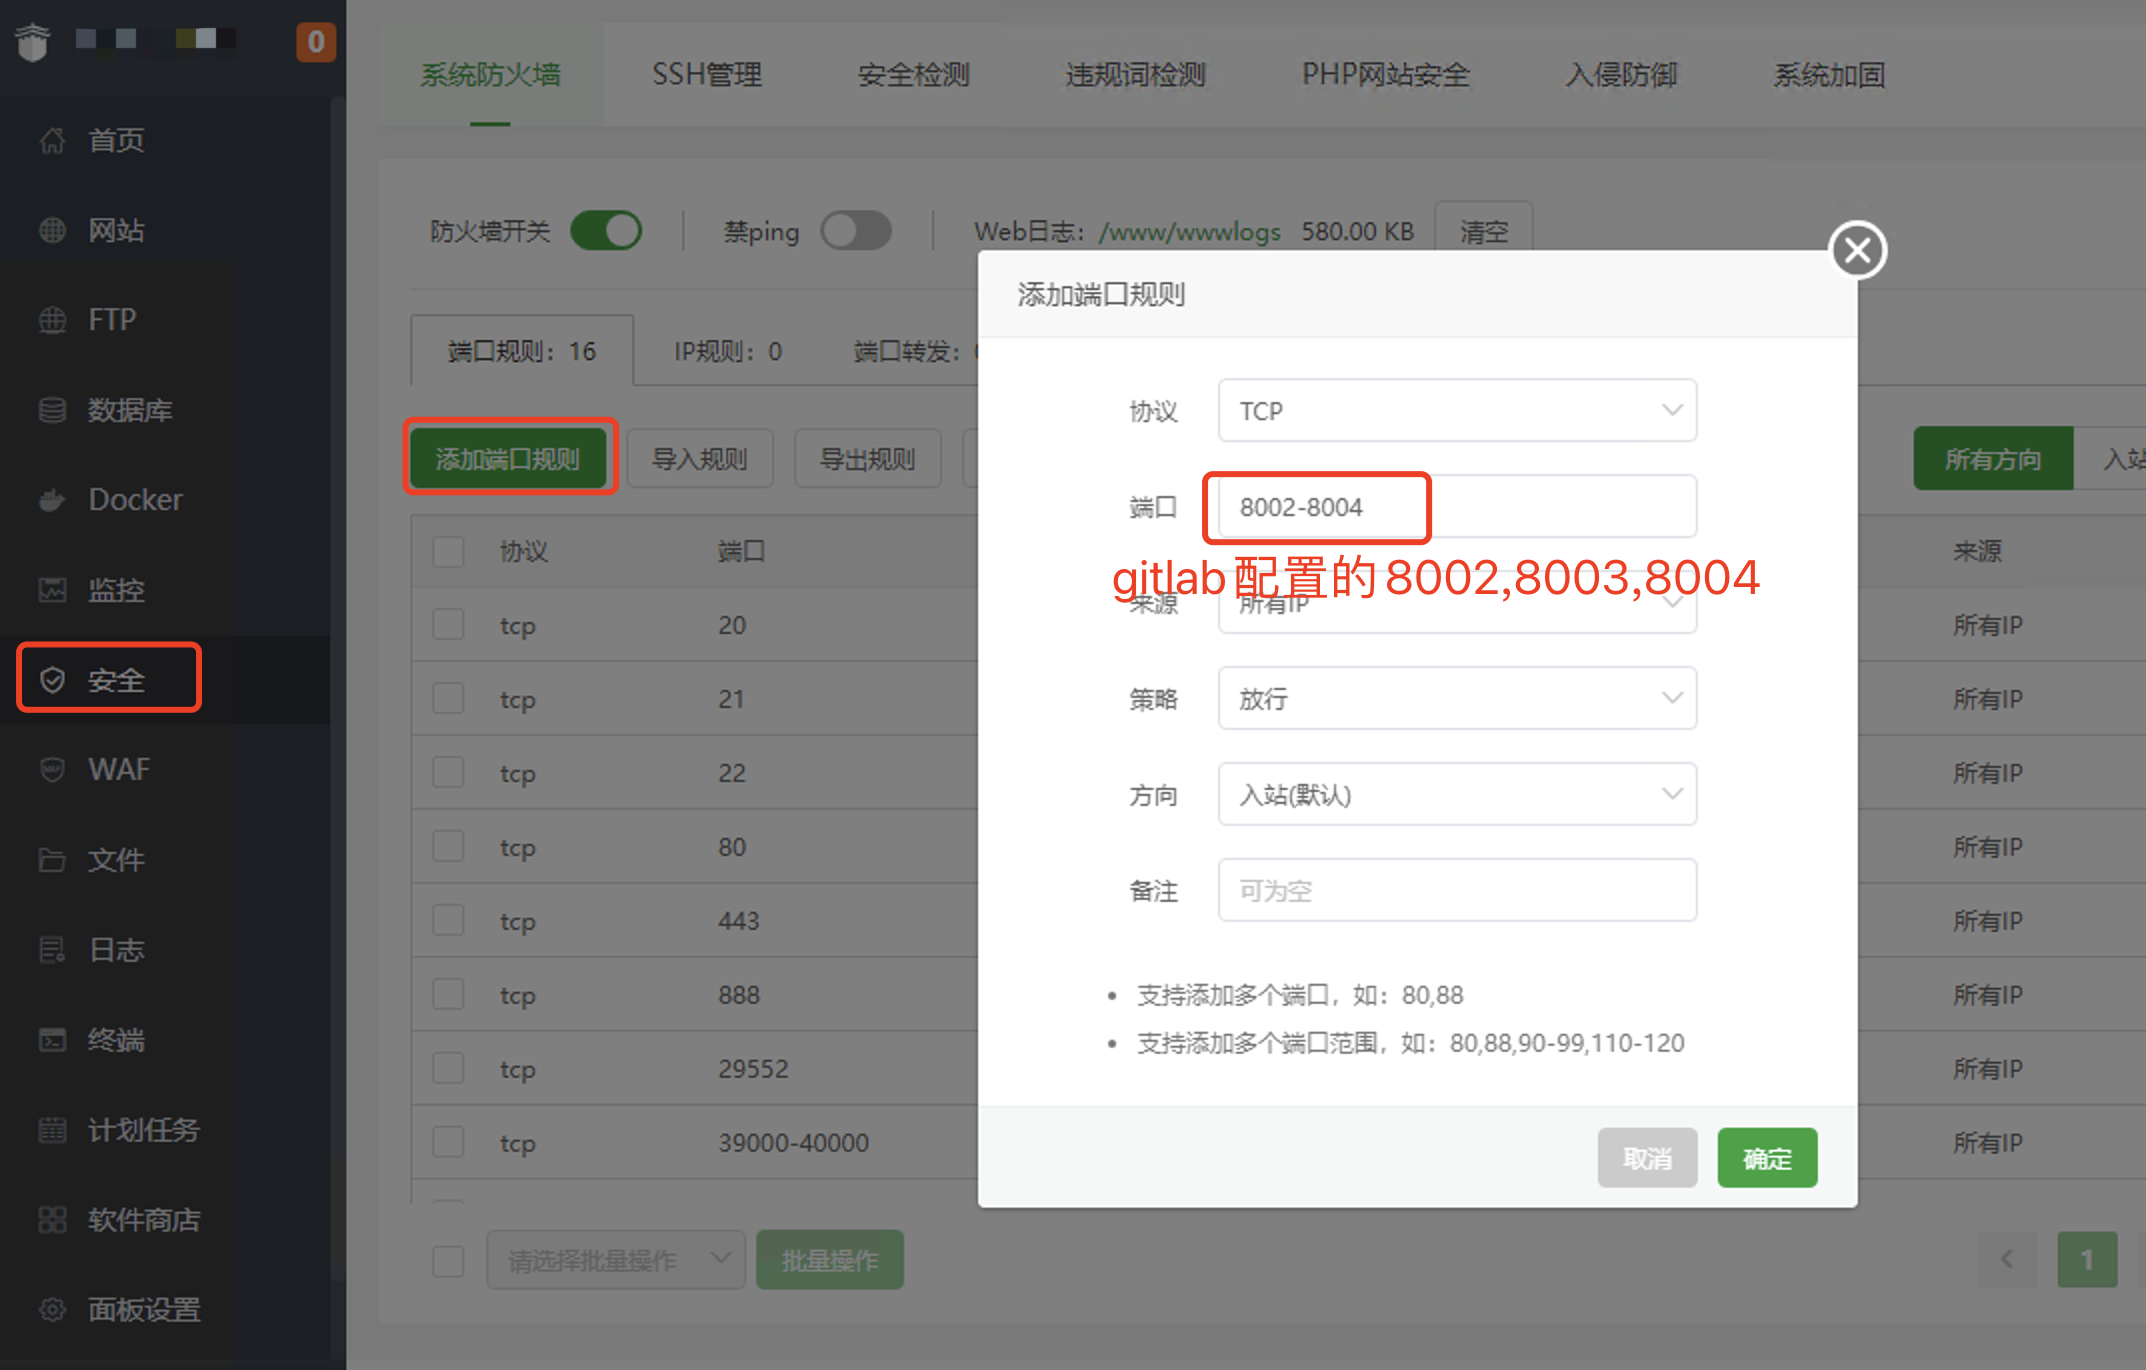 0
首页
网站
FTP
数据库
Docker
监控
安全
WAF
文件
日志
终端
计划任务
软件商店
面板设置
系统防火墙 SSH管理 安全检测 违规词检测 PHP网站安全 入侵防御 系统加固
防火墙开关 禁ping Web日志：/www/wwwlogs 580.00 KB 清空
端口规则：16 IP规则：0 端口转发：
添加端口规则 导入规则 导出规则 所有方向 入站
协议 端口 来源
tcp 20 所有IP
tcp 21 所有IP
tcp 22 所有IP
tcp 80 所有IP
tcp 443 所有IP
tcp 888 所有IP
tcp 29552 所有IP
tcp 39000-40000 所有IP
请选择批量操作 批量操作 1
添加端口规则
协议 TCP
端口 8002-8004
gitlab配置的8002,8003,8004
来源 所有IP
策略 放行
方向 入站(默认)
备注 可为空
• 支持添加多个端口，如：80,88
• 支持添加多个端口范围，如：80,88,90-99,110-120
取消 确定